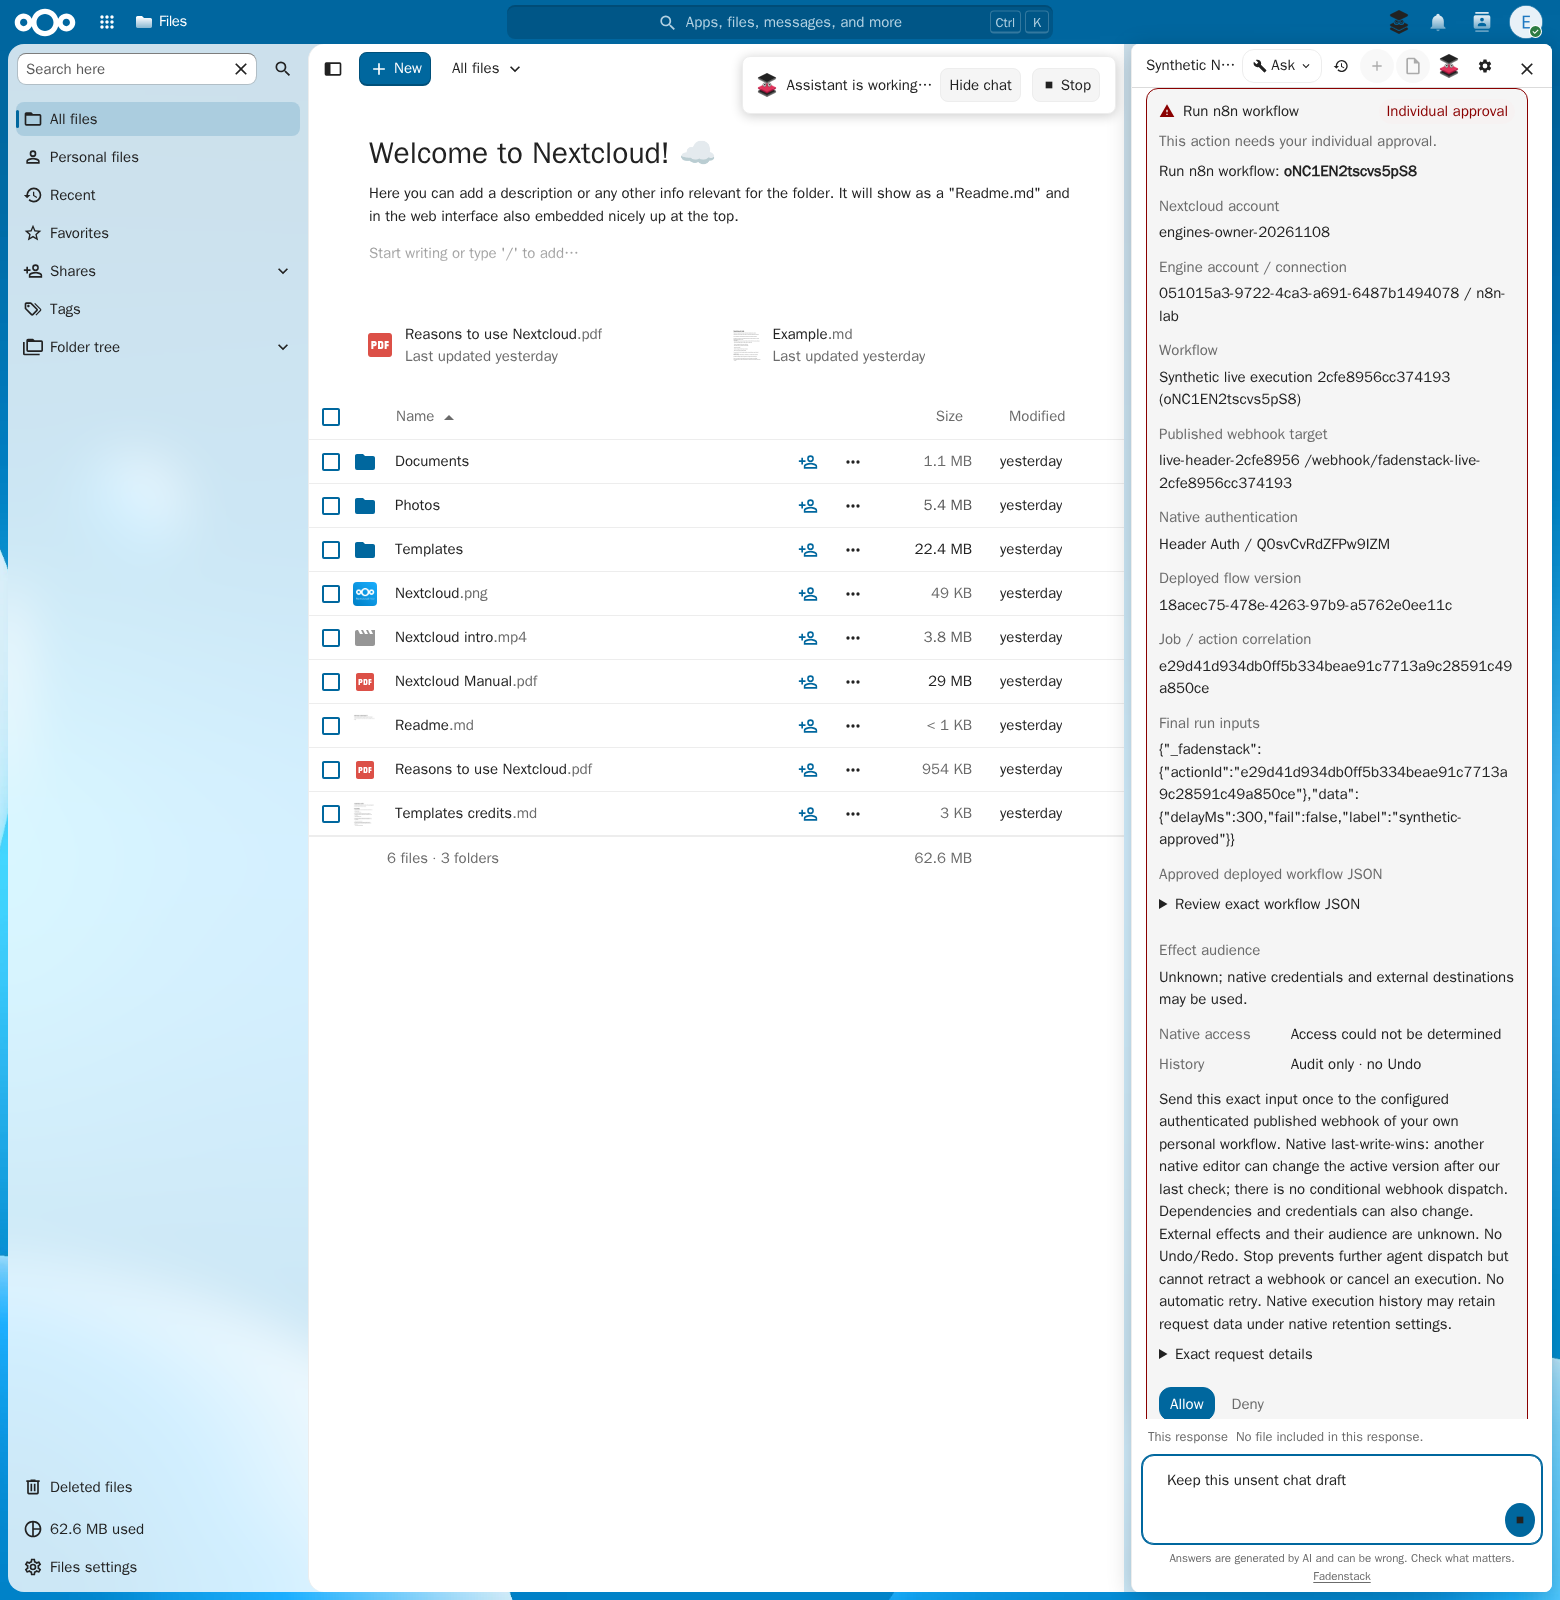 Files
Apps, files, messages, and more
Ctrl
K
E
Search here
All files
Personal files
Recent
Favorites
Shares
Tags
Folder tree
Deleted files
62.6 MB used
Files settings
New
All files
Assistant is working…
Hide chat
Stop
Welcome to Nextcloud! ☁️
Here you can add a description or any other info relevant for the folder. It will show as a "Readme.md" and
in the web interface also embedded nicely up at the top.
Start writing or type '/' to add…
PDF
Reasons to use Nextcloud.pdf
Last updated yesterday
Example.md
Last updated yesterday
Name
Size
Modified
Documents
1.1 MB
yesterday
Photos
5.4 MB
yesterday
Templates
22.4 MB
yesterday
Nextcloud.png
49 KB
yesterday
Nextcloud intro.mp4
3.8 MB
yesterday
PDF
Nextcloud Manual.pdf
29 MB
yesterday
Readme.md
< 1 KB
yesterday
PDF
Reasons to use Nextcloud.pdf
954 KB
yesterday
Templates credits.md
3 KB
yesterday
6 files · 3 folders
62.6 MB
Synthetic N…
Ask
Run n8n workflow
Individual approval
This action needs your individual approval.
Run n8n workflow: oNC1EN2tscvs5pS8
Nextcloud account
engines-owner-20261108
Engine account / connection
051015a3-9722-4ca3-a691-6487b1494078 / n8n-
lab
Workflow
Synthetic live execution 2cfe8956cc374193
(oNC1EN2tscvs5pS8)
Published webhook target
live-header-2cfe8956 /webhook/fadenstack-live-
2cfe8956cc374193
Native authentication
Header Auth / Q0svCvRdZFPw9IZM
Deployed flow version
18acec75-478e-4263-97b9-a5762e0ee11c
Job / action correlation
e29d41d934db0ff5b334beae91c7713a9c28591c49
a850ce
Final run inputs
{"_fadenstack":
{"actionId":"e29d41d934db0ff5b334beae91c7713a
9c28591c49a850ce"},"data":
{"delayMs":300,"fail":false,"label":"synthetic-
approved"}}
Approved deployed workflow JSON
Review exact workflow JSON
Effect audience
Unknown; native credentials and external destinations
may be used.
Native access
Access could not be determined
History
Audit only · no Undo
Send this exact input once to the configured
authenticated published webhook of your own
personal workflow. Native last-write-wins: another
native editor can change the active version after our
last check; there is no conditional webhook dispatch.
Dependencies and credentials can also change.
External effects and their audience are unknown. No
Undo/Redo. Stop prevents further agent dispatch but
cannot retract a webhook or cancel an execution. No
automatic retry. Native execution history may retain
request data under native retention settings.
Exact request details
Allow
Deny
This response No file included in this response.
Keep this unsent chat draft
Answers are generated by AI and can be wrong. Check what matters.
Fadenstack